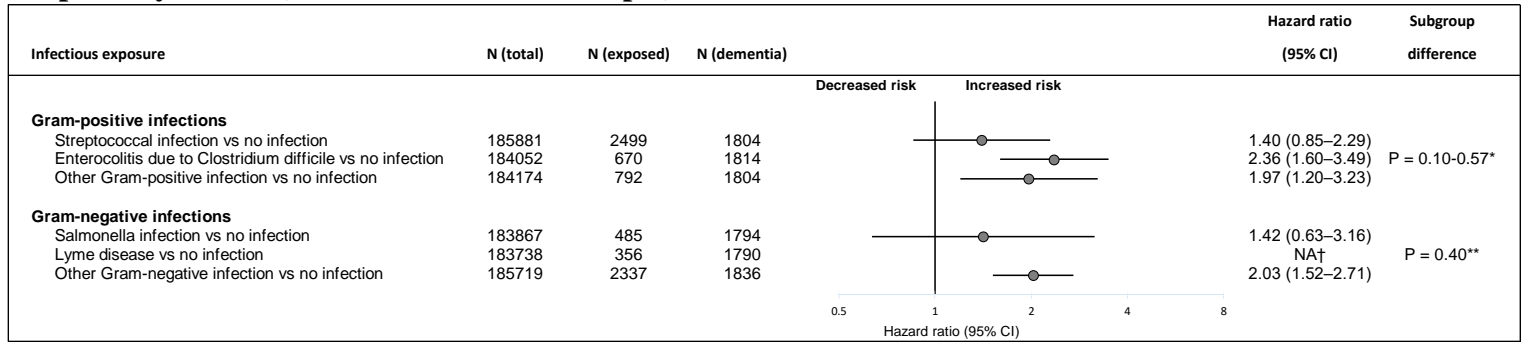 Hazard ratio Subgroup
Infectious exposure N (total) N (exposed) N (dementia) (95% CI) difference
Decreased risk Increased risk
Gram-positive infections
Streptococcal infection vs no infection 185881 2499 1804 1.40 (0.85–2.29)
Enterocolitis due to Clostridium difficile vs no infection 184052 670 1814 2.36 (1.60–3.49) P = 0.10-0.57*
Other Gram-positive infection vs no infection 184174 792 1804 1.97 (1.20–3.23)
Gram-negative infections
Salmonella infection vs no infection 183867 485 1794 1.42 (0.63–3.16)
Lyme disease vs no infection 183738 356 1790 NA† P = 0.40**
Other Gram-negative infection vs no infection 185719 2337 1836 2.03 (1.52–2.71)
0.5 1 2 4 8
Hazard ratio (95% CI)